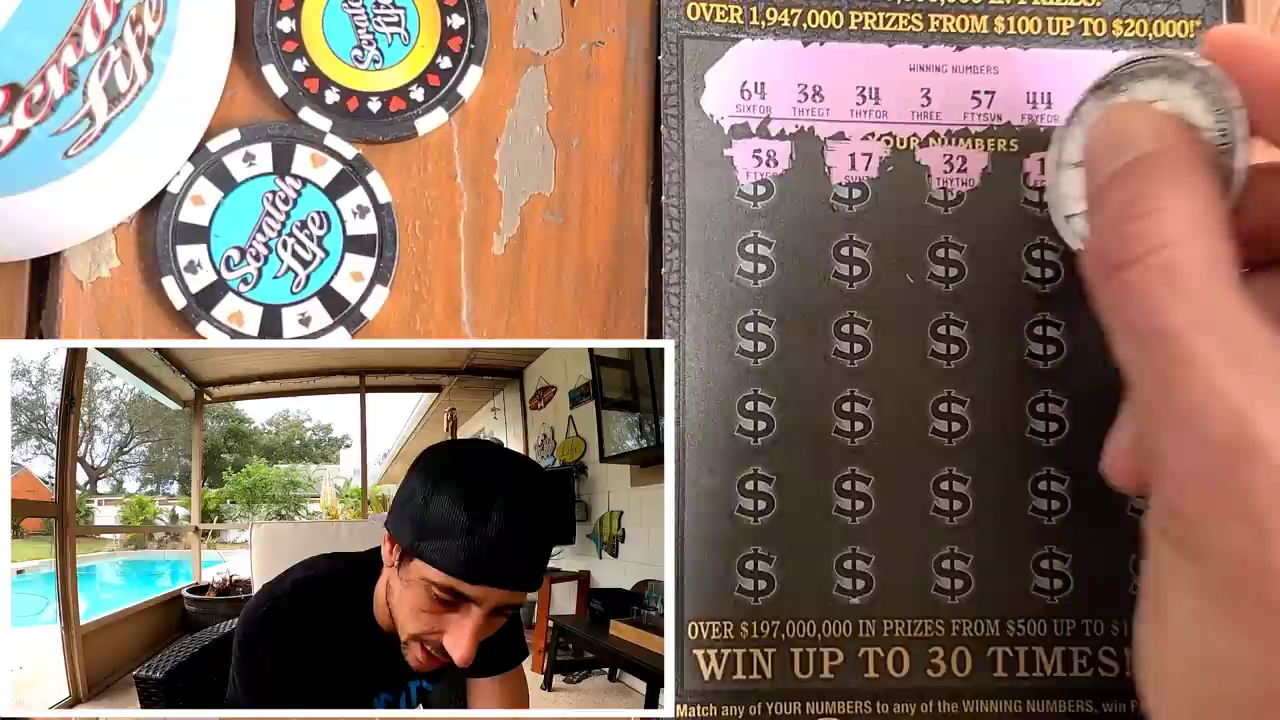 Scratch
Life
Scratch
Life
Scratch
Life
IN PRIZES!
OVER 1,947,000 PRIZES FROM $100 UP TO $20,000!
WINNING NUMBERS
64 38 34 3 57 44
SIXFOR THYEGT THYFOR THREE FTYSVN FRYFOR
YOUR NUMBERS
58 17 32
THYTWO
$ $ $ $
$ $ $ $
$ $ $ $
$ $ $ $
$ $ $ $
$ $ $ $
OVER $197,000,000 IN PRIZES FROM $500 UP TO
WIN UP TO 30 TIMES!
Match any of YOUR NUMBERS to any of the WINNING NUMBERS, win